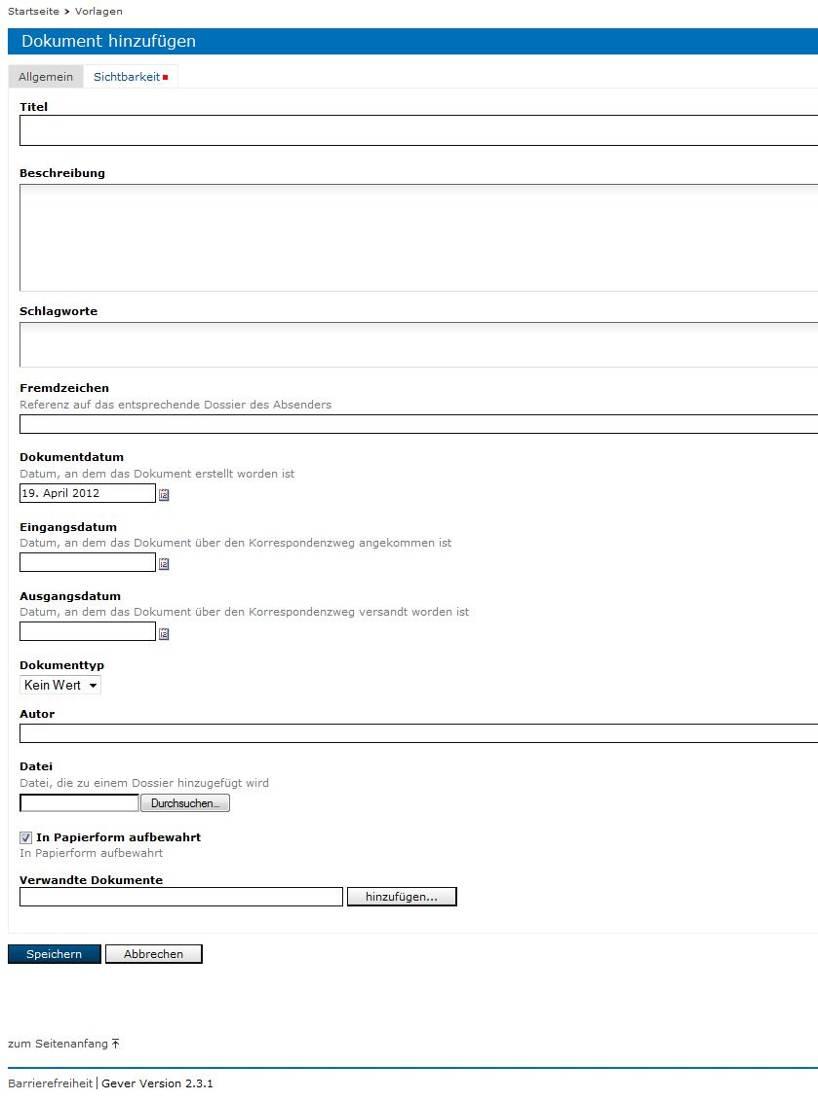 Startseite > Vorlagen
Dokument hinzufügen
Allgemein Sichtbarkeit
Titel
Beschreibung
Schlagworte
Fremdzeichen
Referenz auf das entsprechende Dossier des Absenders
Dokumentdatum
Datum, an dem das Dokument erstellt worden ist
19. April 2012
Eingangsdatum
Datum, an dem das Dokument über den Korrespondenzweg angekommen ist
Ausgangsdatum
Datum, an dem das Dokument über den Korrespondenzweg versandt worden ist
Dokumenttyp
Kein Wert
Autor
Datei
Datei, die zu einem Dossier hinzugefügt wird
Durchsuchen...
In Papierform aufbewahrt
In Papierform aufbewahrt
Verwandte Dokumente
hinzufügen...
Speichern Abbrechen
zum Seitenanfang
Barrierefreiheit | Gever Version 2.3.1